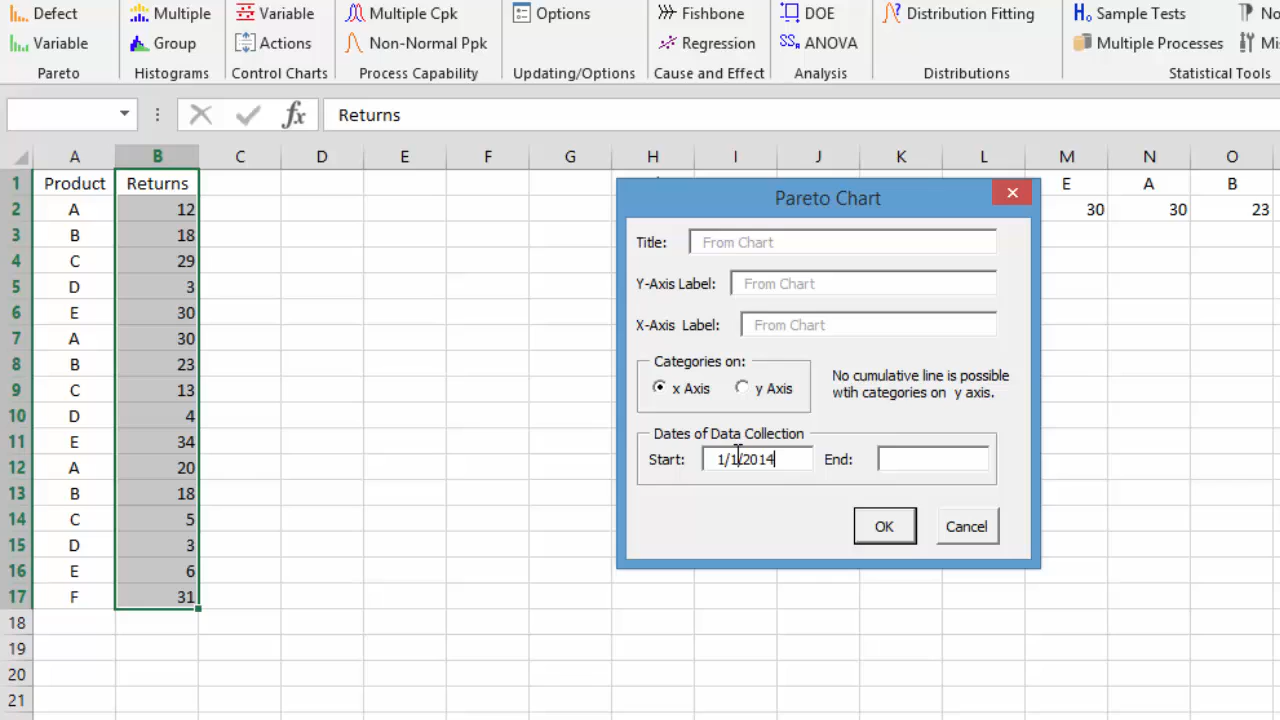 Defect Multiple Variable Multiple Cpk Options Fishbone DOE Distribution Fitting Sample Tests
Variable Group Actions Non-Normal Ppk Regression ANOVA Multiple Processes
Pareto Histograms Control Charts Process Capability Updating/Options Cause and Effect Analysis Distributions Statistical Tools
fx Returns
A B C D E F G H I J K L M N O
1 Product Returns E A B
2 A 12 30 30 23
3 B 18
4 C 29
5 D 3
6 E 30
7 A 30
8 B 23
9 C 13
10 D 4
11 E 34
12 A 20
13 B 18
14 C 5
15 D 3
16 E 6
17 F 31
18
19
20
21
Pareto Chart
Title: From Chart
Y-Axis Label: From Chart
X-Axis Label: From Chart
Categories on:
x Axis y Axis
No cumulative line is possible
wtih categories on y axis.
Dates of Data Collection
Start: 1/1/2014 End:
OK Cancel